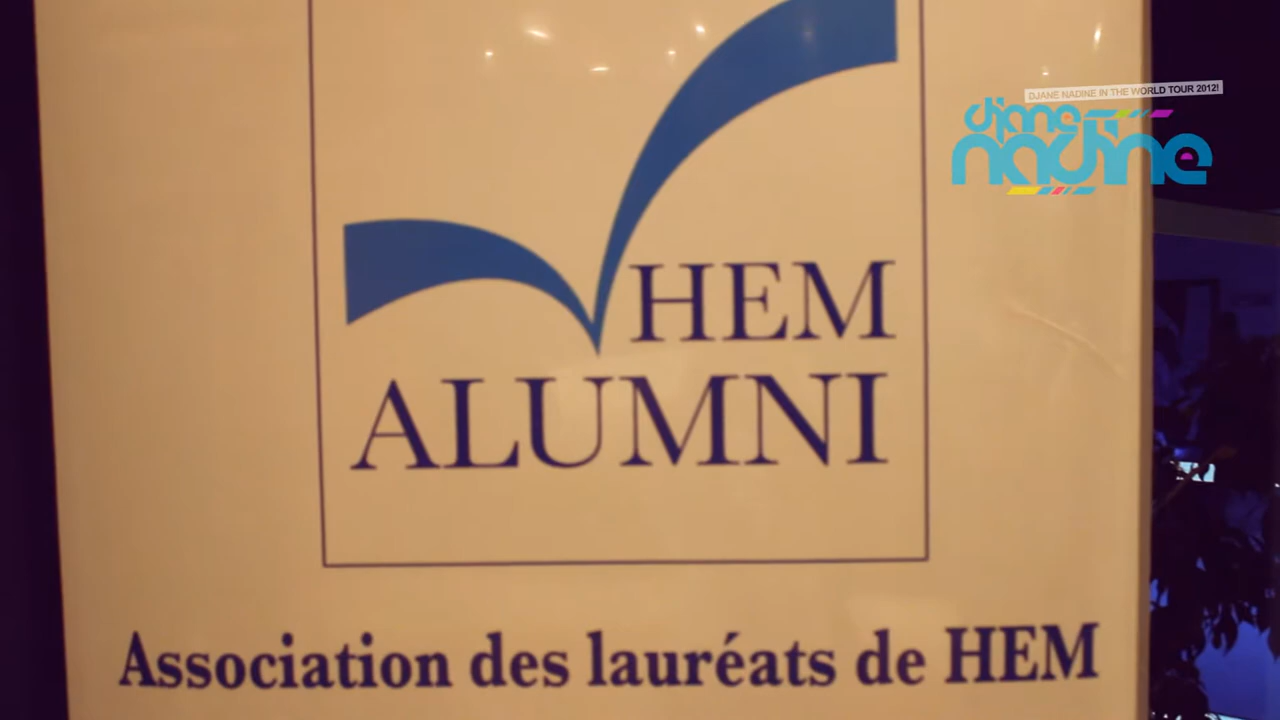 DJANE NADINE IN THE WORLD TOUR 2012!
djane
nadine
HEM
ALUMNI
Association des lauréats de HEM